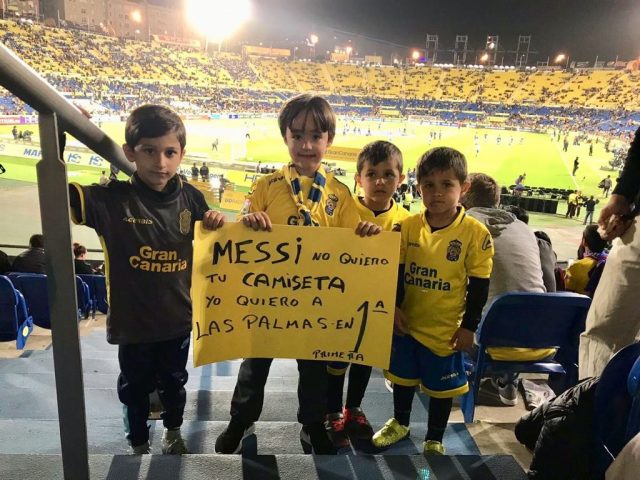 MESSI NO QUIERO
TU CAMISETA
YO QUIERO A
LAS PALMAS-EN 1ª
PRIMERA
Gran
Canaria
Gran
Canaria